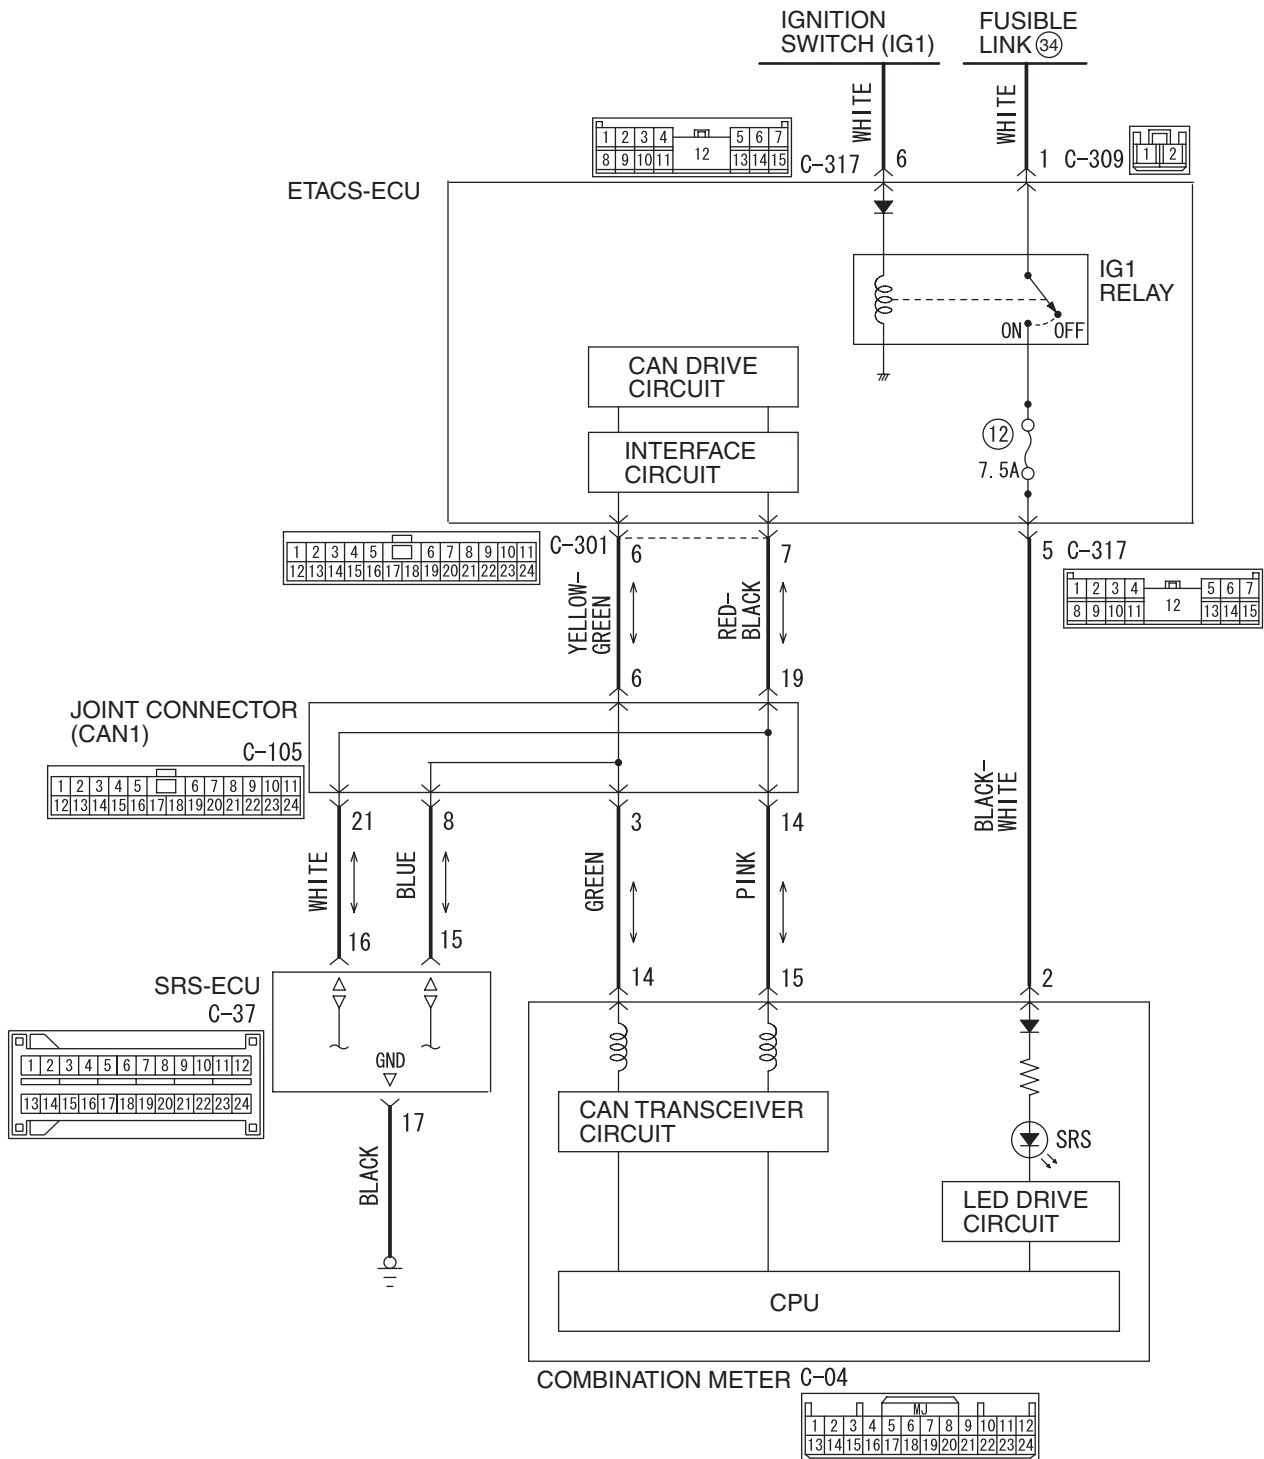 IGNITION
SWITCH (IG1)
FUSIBLE
LINK 34
WHITE
WHITE
1 2 3 4 5 6 7
8 9 10 11 12 13 14 15
C-317
6
1
C-309
1 2
ETACS-ECU
IG1
RELAY
ON
OFF
CAN DRIVE
CIRCUIT
INTERFACE
CIRCUIT
12
7.5A
1 2 3 4 5 6 7 8 9 10 11
12 13 14 15 16 17 18 19 20 21 22 23 24
C-301
6
7
5
C-317
1 2 3 4 5 6 7
8 9 10 11 12 13 14 15
YELLOW-
GREEN
RED-
BLACK
6
19
JOINT CONNECTOR
(CAN1)
C-105
1 2 3 4 5 6 7 8 9 10 11
12 13 14 15 16 17 18 19 20 21 22 23 24
BLACK-
WHITE
21
8
3
14
WHITE
BLUE
GREEN
PINK
16
15
14
15
2
SRS-ECU
C-37
1 2 3 4 5 6 7 8 9 10 11 12
13 14 15 16 17 18 19 20 21 22 23 24
GND
17
BLACK
CAN TRANSCEIVER
CIRCUIT
SRS
LED DRIVE
CIRCUIT
CPU
COMBINATION METER
C-04
MJ
1 2 3 4 5 6 7 8 9 10 11 12
13 14 15 16 17 18 19 20 21 22 23 24